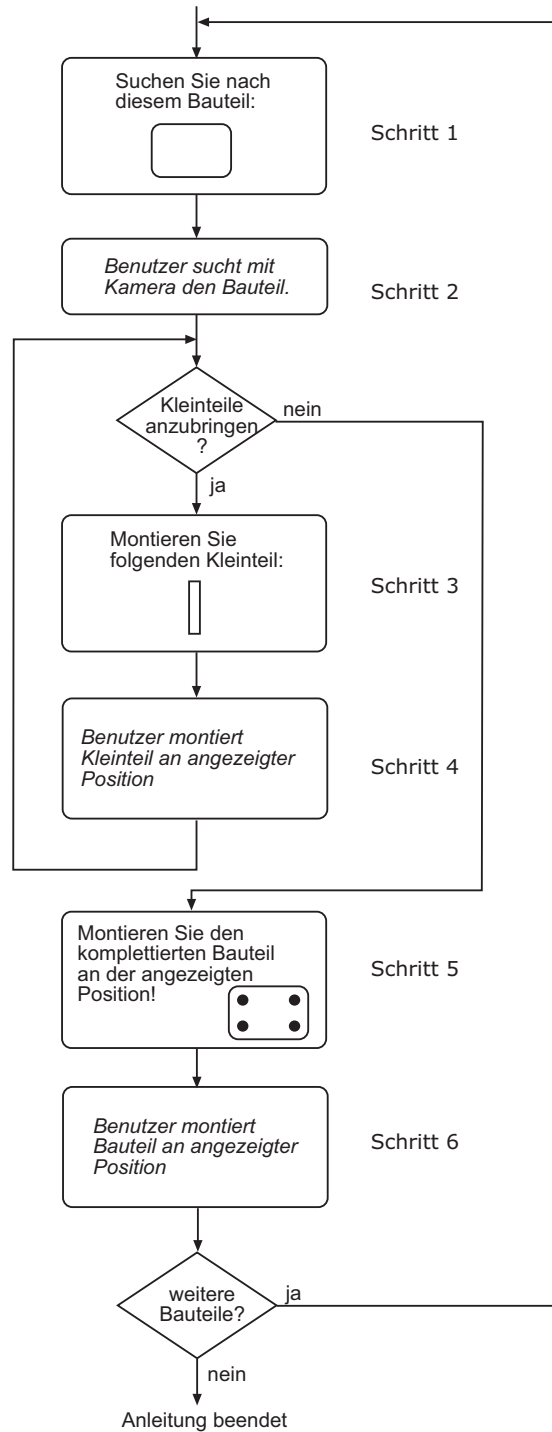 Suchen Sie nach
diesem Bauteil:
Schritt 1
Benutzer sucht mit
Kamera den Bauteil.
Schritt 2
Kleinteile
anzubringen
?
nein
ja
Montieren Sie
folgenden Kleinteil:
Schritt 3
Benutzer montiert
Kleinteil an angezeigter
Position
Schritt 4
Montieren Sie den
komplettierten Bauteil
an der angezeigten
Position!
Schritt 5
Benutzer montiert
Bauteil an angezeigter
Position
Schritt 6
weitere
Bauteile?
ja
nein
Anleitung beendet